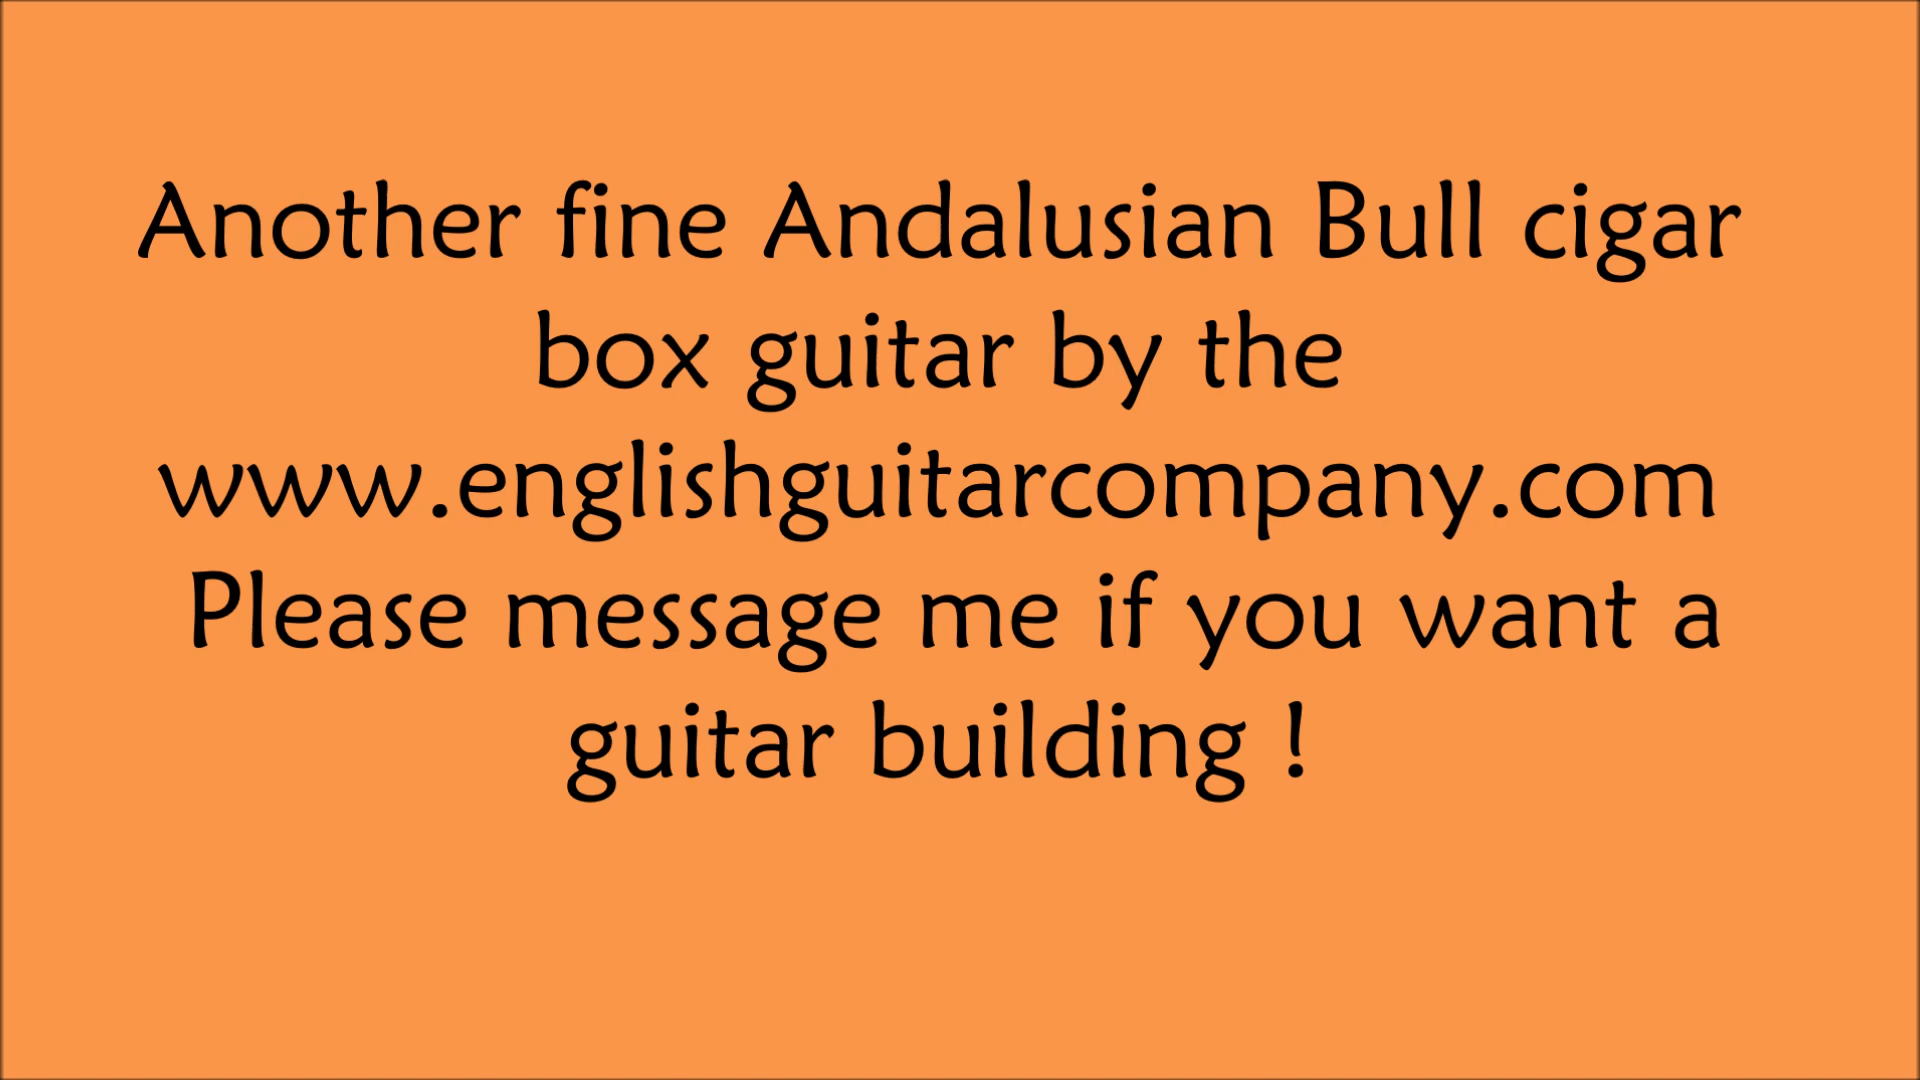 Another fine Andalusian Bull cigar
box guitar by the
www.englishguitarcompany.com
Please message me if you want a
guitar building !